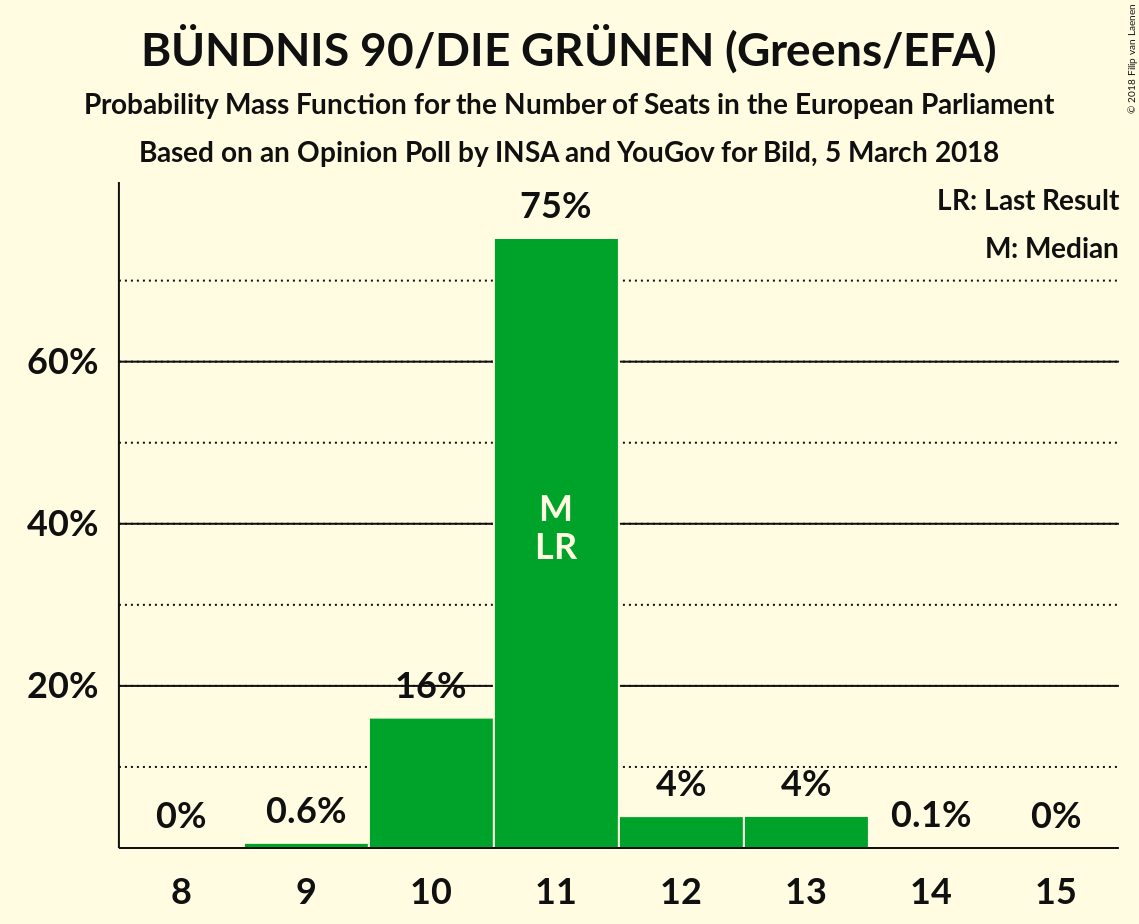 BÜNDNIS 90/DIE GRÜNEN (Greens/EFA)
Probability Mass Function for the Number of Seats in the European Parliament
Based on an Opinion Poll by INSA and YouGov for Bild, 5 March 2018
© 2018 Filip van Laenen
LR: Last Result
M: Median
75%
60%
40%
20%
M
LR
16%
0%
0.6%
4%
4%
0.1%
0%
8 9 10 11 12 13 14 15